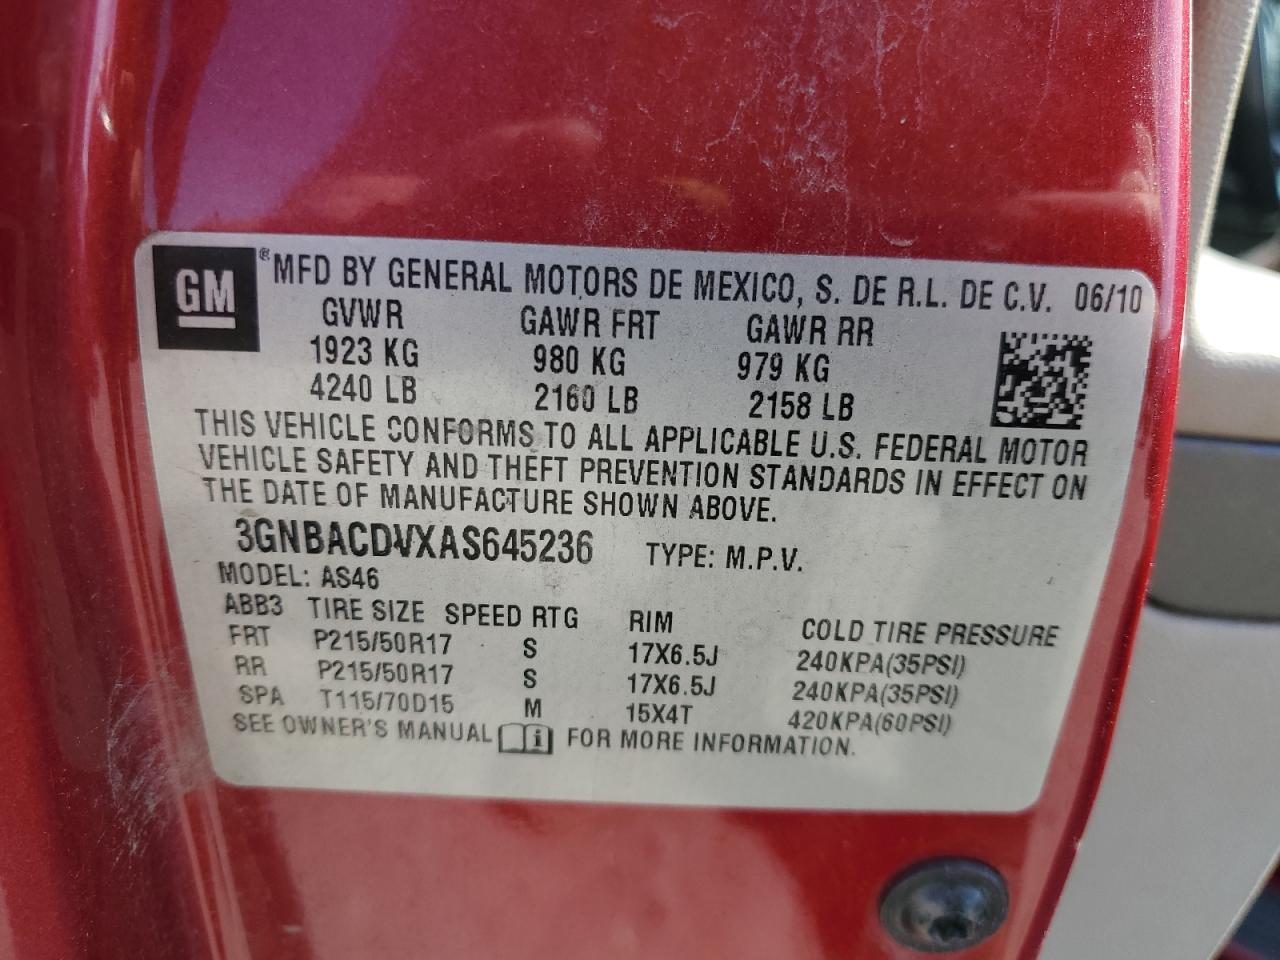 GM ® MFD BY GENERAL MOTORS DE MEXICO, S. DE R.L. DE C.V. 06/10
GVWR GAWR FRT GAWR RR
1923 KG 980 KG 979 KG
4240 LB 2160 LB 2158 LB
THIS VEHICLE CONFORMS TO ALL APPLICABLE U.S. FEDERAL MOTOR
VEHICLE SAFETY AND THEFT PREVENTION STANDARDS IN EFFECT ON
THE DATE OF MANUFACTURE SHOWN ABOVE.
3GNBACDVXAS645236 TYPE: M.P.V.
MODEL: AS46
ABB3 TIRE SIZE SPEED RTG RIM COLD TIRE PRESSURE
FRT P215/50R17 S 17X6.5J 240KPA(35PSI)
RR P215/50R17 S 17X6.5J 240KPA(35PSI)
SPA T115/70D15 M 15X4T 420KPA(60PSI)
SEE OWNER'S MANUAL i FOR MORE INFORMATION.